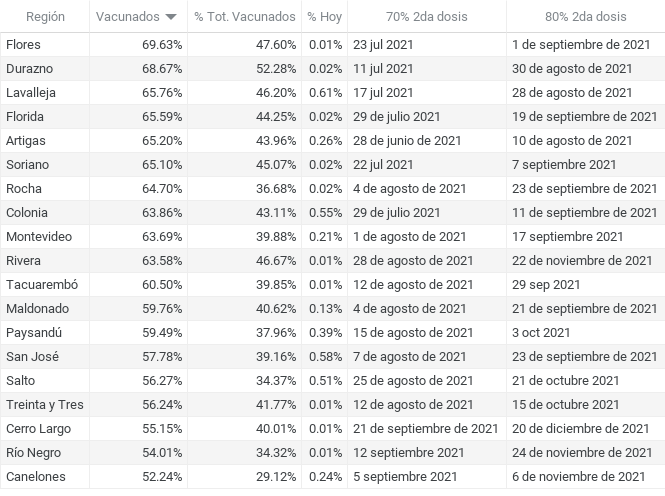 Región Vacunados % Tot. Vacunados % Hoy 70% 2da dosis 80% 2da dosis
Flores 69.63% 47.60% 0.01% 23 jul 2021 1 de septiembre de 2021
Durazno 68.67% 52.28% 0.02% 11 jul 2021 30 de agosto de 2021
Lavalleja 65.76% 46.20% 0.61% 17 jul 2021 28 de agosto de 2021
Florida 65.59% 44.25% 0.02% 29 de julio 2021 19 de septiembre de 2021
Artigas 65.20% 43.96% 0.26% 28 de junio de 2021 10 de agosto de 2021
Soriano 65.10% 45.07% 0.02% 22 jul 2021 7 septiembre 2021
Rocha 64.70% 36.68% 0.02% 4 de agosto de 2021 23 de septiembre de 2021
Colonia 63.86% 43.11% 0.55% 29 de julio 2021 11 de septiembre de 2021
Montevideo 63.69% 39.88% 0.21% 1 de agosto de 2021 17 septiembre 2021
Rivera 63.58% 46.67% 0.01% 28 de agosto de 2021 22 de noviembre de 2021
Tacuarembó 60.50% 39.85% 0.01% 12 de agosto de 2021 29 sep 2021
Maldonado 59.76% 40.62% 0.13% 4 de agosto de 2021 21 de septiembre de 2021
Paysandú 59.49% 37.96% 0.39% 15 de agosto de 2021 3 oct 2021
San José 57.78% 39.16% 0.58% 7 de agosto de 2021 23 de septiembre de 2021
Salto 56.27% 34.37% 0.51% 25 de agosto de 2021 21 de octubre 2021
Treinta y Tres 56.24% 41.77% 0.01% 12 de agosto de 2021 15 de octubre 2021
Cerro Largo 55.15% 40.01% 0.01% 21 de septiembre de 2021 20 de diciembre de 2021
Río Negro 54.01% 34.32% 0.01% 12 septiembre 2021 24 de noviembre de 2021
Canelones 52.24% 29.12% 0.24% 5 septiembre 2021 6 de noviembre de 2021